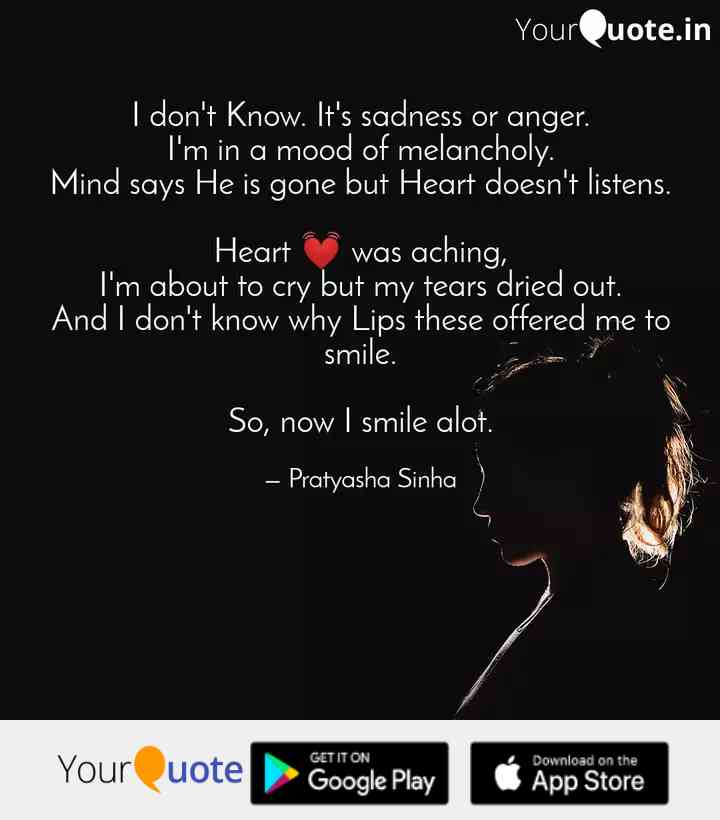 YourQuote.in
I don't Know. It's sadness or anger.
I'm in a mood of melancholy.
Mind says He is gone but Heart doesn't listens.
Heart 💓 was aching,
I'm about to cry but my tears dried out.
And I don't know why Lips these offered me to
smile.
So, now I smile alot.
– Pratyasha Sinha
YourQuote
GET IT ON
Google Play
Download on the
App Store